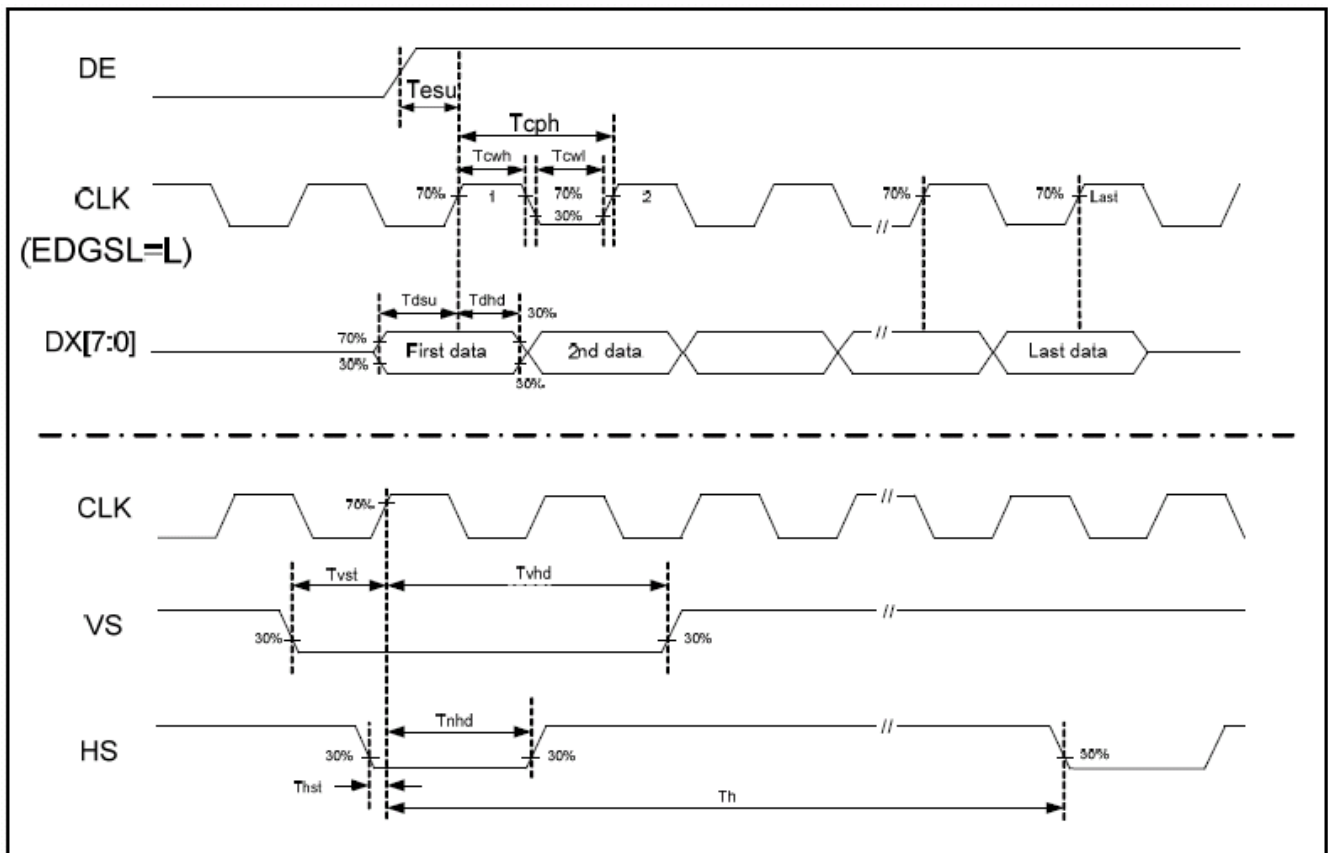 DE
Tesu
Tcph
Tcwh Tcwl
CLK 70% 1 70% 2 70% 70% Last
30% //
(EDGSL=L)
Tdsu Tdhd 30%
DX[7:0] 70% First data 2nd data // Last data
30% 30%
CLK 70% //
Tvst Tvhd
VS //
30% 30%
Tnhd
HS //
30% 30% 30%
Thst Th